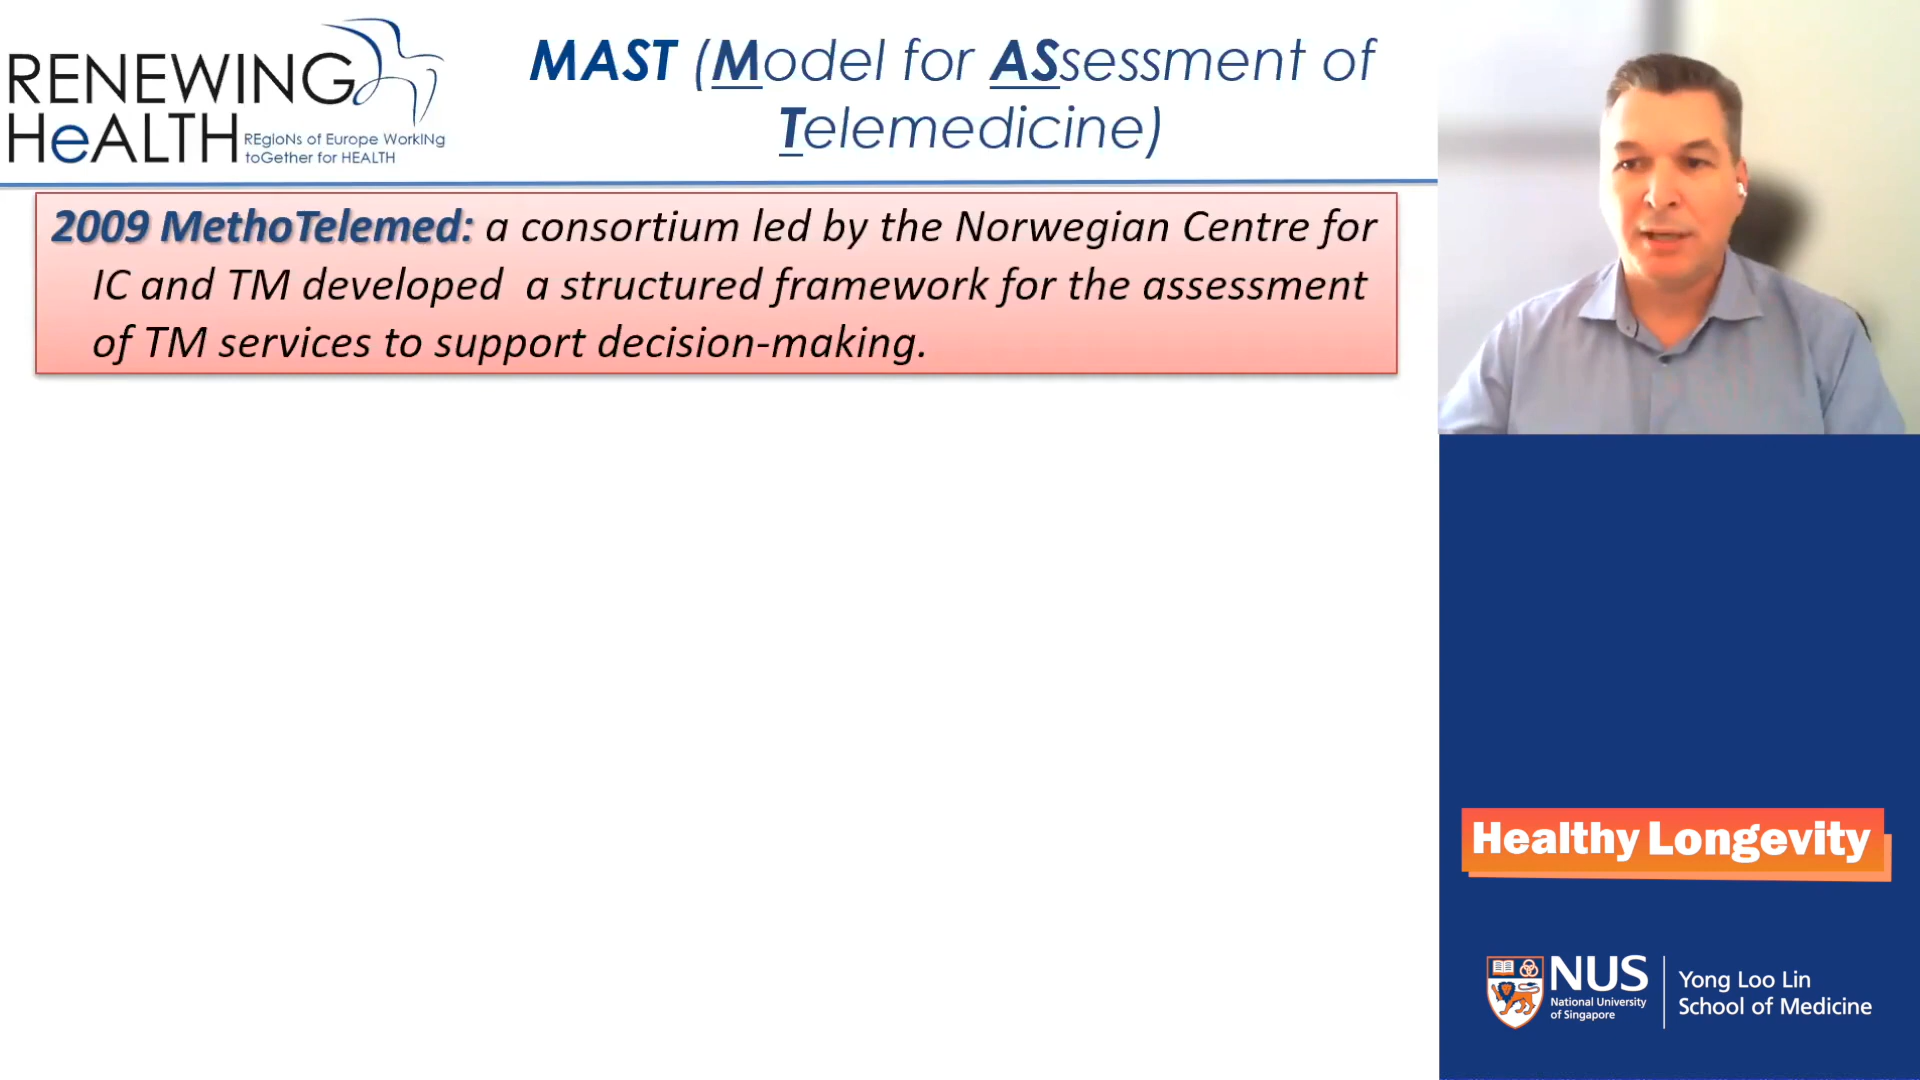 RENEWING
HeALTH
REgioNs of Europe WorkINg
toGether for HEALTH
MAST (Model for ASsessment of
Telemedicine)
2009 MethoTelemed: a consortium led by the Norwegian Centre for
IC and TM developed a structured framework for the assessment
of TM services to support decision-making.
Healthy Longevity
NUS
National University
of Singapore
Yong Loo Lin
School of Medicine